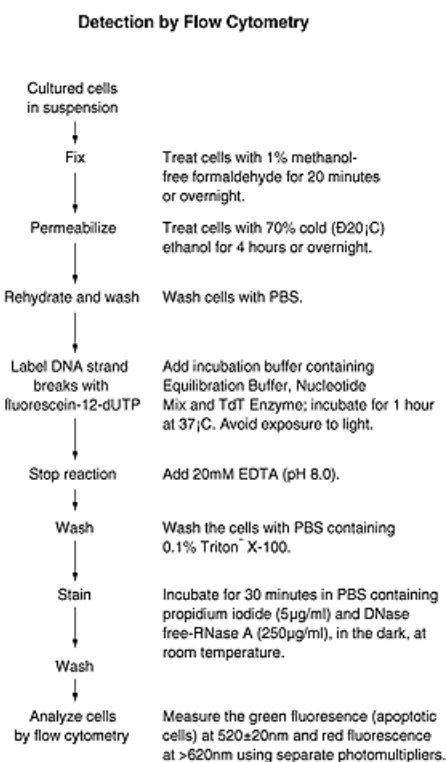 Detection by Flow Cytometry
Cultured cells
in suspension
Fix
Treat cells with 1% methanol-
free formaldehyde for 20 minutes
or overnight.
Permeabilize
Treat cells with 70% cold (Đ20¡C)
ethanol for 4 hours or overnight.
Rehydrate and wash
Wash cells with PBS.
Label DNA strand
breaks with
fluorescein-12-dUTP
Add incubation buffer containing
Equilibration Buffer, Nucleotide
Mix and TdT Enzyme; incubate for 1 hour
at 37¡C. Avoid exposure to light.
Stop reaction
Add 20mM EDTA (pH 8.0).
Wash
Wash the cells with PBS containing
0.1% Triton¯ X-100.
Stain
Incubate for 30 minutes in PBS containing
propidium iodide (5µg/ml) and DNase
free-RNase A (250µg/ml), in the dark, at
room temperature.
Wash
Analyze cells
by flow cytometry
Measure the green fluoresence (apoptotic
cells) at 520±20nm and red fluorescence
at >620nm using separate photomultipliers.